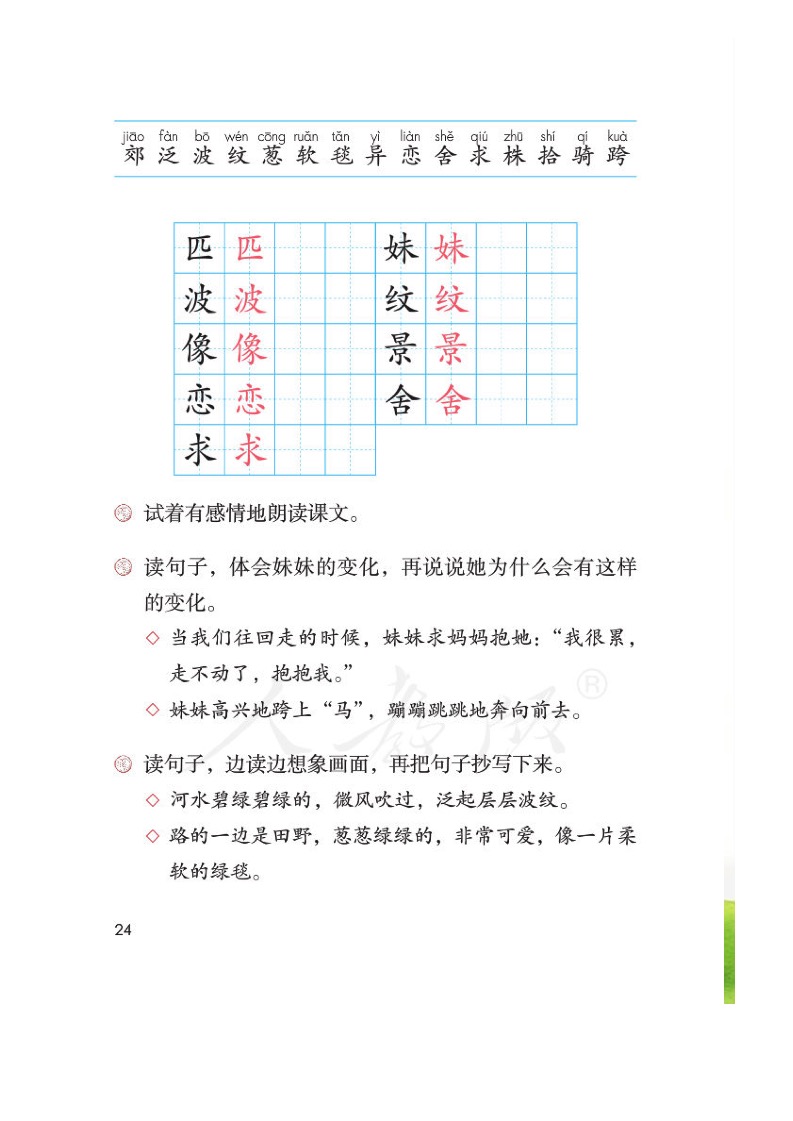 jiāo fàn bō wén cōng ruǎn tǎn yì liàn shě qiú zhū shí qí kuà
郊 泛 波 纹 葱 软 毯 异 恋 舍 求 株 拾 骑 跨
匹 匹 妹 妹
波 波 纹 纹
像 像 景 景
恋 恋 舍 舍
求 求
试着有感情地朗读课文。
读句子，体会妹妹的变化，再说说她为什么会有这样
的变化。
◇ 当我们往回走的时候，妹妹求妈妈抱她：“我很累，
走不动了，抱抱我。”
◇ 妹妹高兴地跨上“马”，蹦蹦跳跳地奔向前去。
人教版®
读句子，边读边想象画面，再把句子抄写下来。
◇ 河水碧绿碧绿的，微风吹过，泛起层层波纹。
◇ 路的一边是田野，葱葱绿绿的，非常可爱，像一片柔
软的绿毯。
24